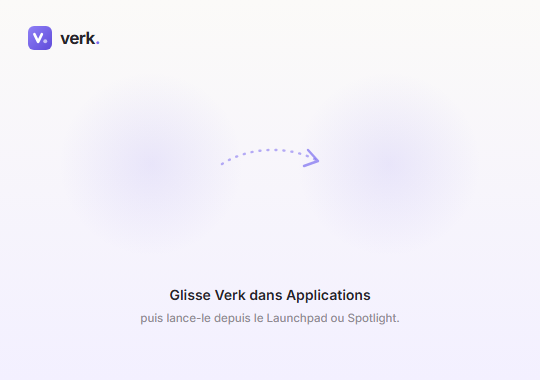 verk.
Glisse Verk dans Applications
puis lance-le depuis le Launchpad ou Spotlight.